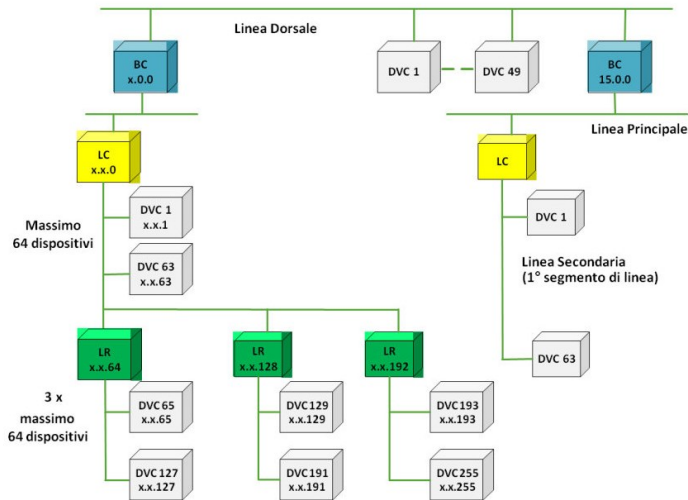 Linea Dorsale
BC
x.0.0
DVC 1
DVC 49
BC
15.0.0
Linea Principale
LC
x.x.0
LC
DVC 1
x.x.1
DVC 1
Massimo
64 dispositivi
DVC 63
x.x.63
Linea Secondaria
(1° segmento di linea)
LR
x.x.64
LR
x.x.128
LR
x.x.192
DVC 63
3 x
massimo
64 dispositivi
DVC65
x.x.65
DVC129
x.x.129
DVC193
x.x.193
DVC127
x.x.127
DVC191
x.x.191
DVC255
x.x.255